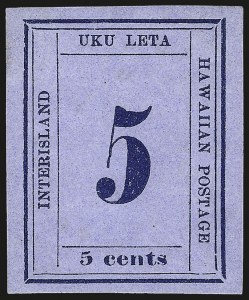 UKU LETA
INTERISLAND
5
HAWAIIAN POSTAGE
5 cents